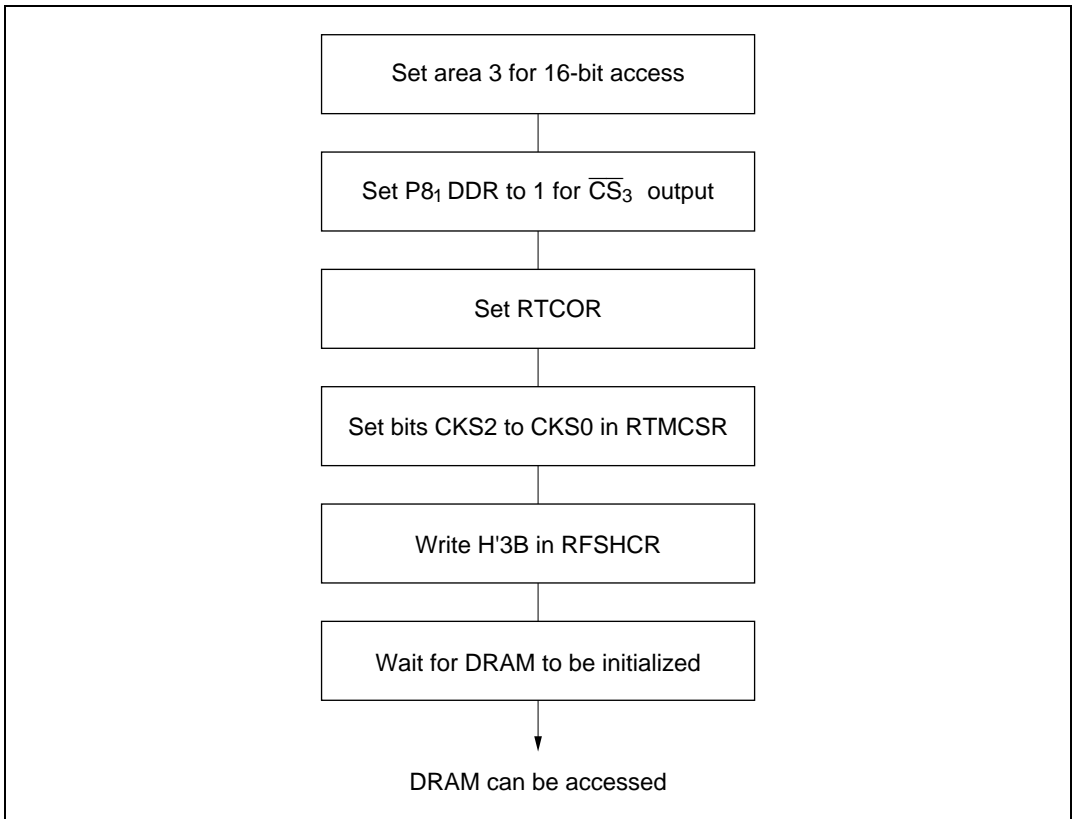 Set area 3 for 16-bit access
Set P8₁ DDR to 1 for C̅S̅₃ output
Set RTCOR
Set bits CKS2 to CKS0 in RTMCSR
Write H'3B in RFSHCR
Wait for DRAM to be initialized
DRAM can be accessed